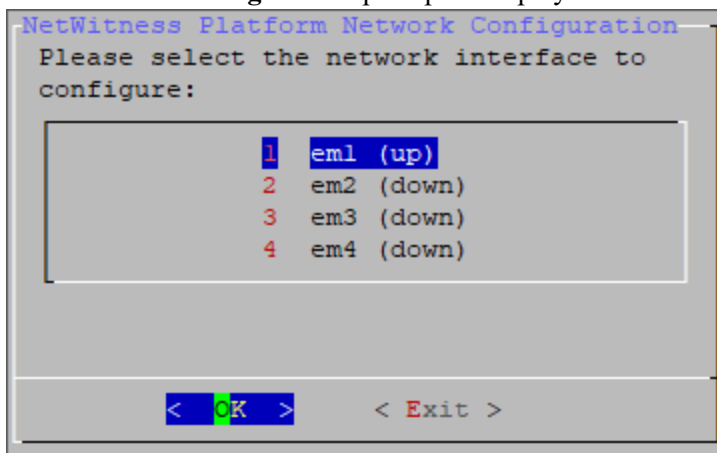 NetWitness Platform Network Configuration
Please select the network interface to
configure:
1 em1 (up)
2 em2 (down)
3 em3 (down)
4 em4 (down)
< OK > < Exit >